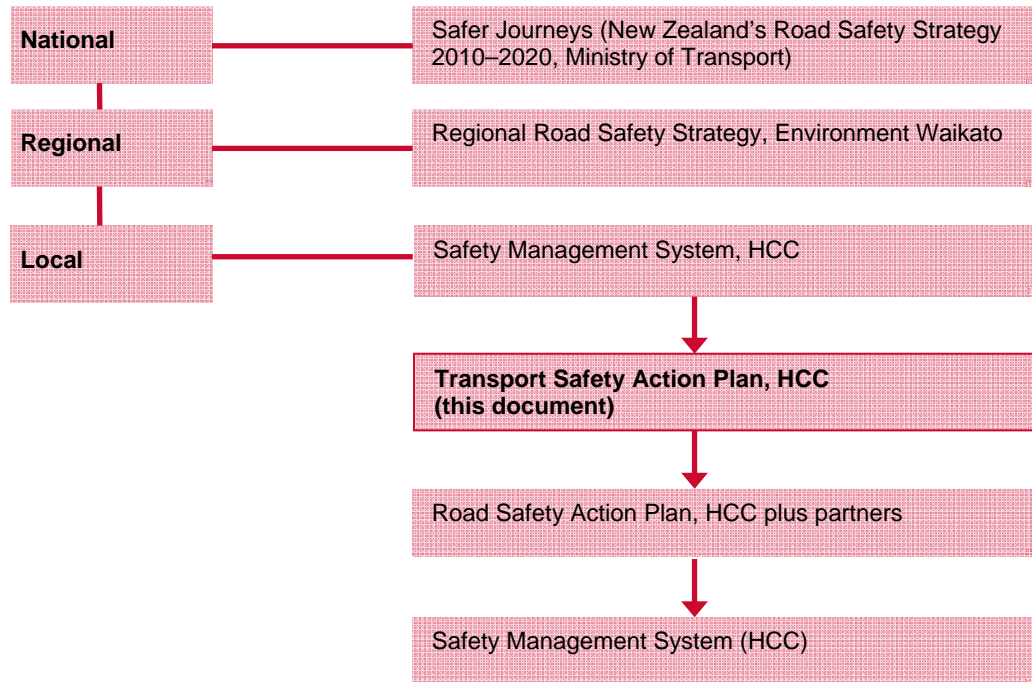 National
Safer Journeys (New Zealand’s Road Safety Strategy
2010–2020, Ministry of Transport)
Regional
Regional Road Safety Strategy, Environment Waikato
Local
Safety Management System, HCC
Transport Safety Action Plan, HCC
(this document)
Road Safety Action Plan, HCC plus partners
Safety Management System (HCC)